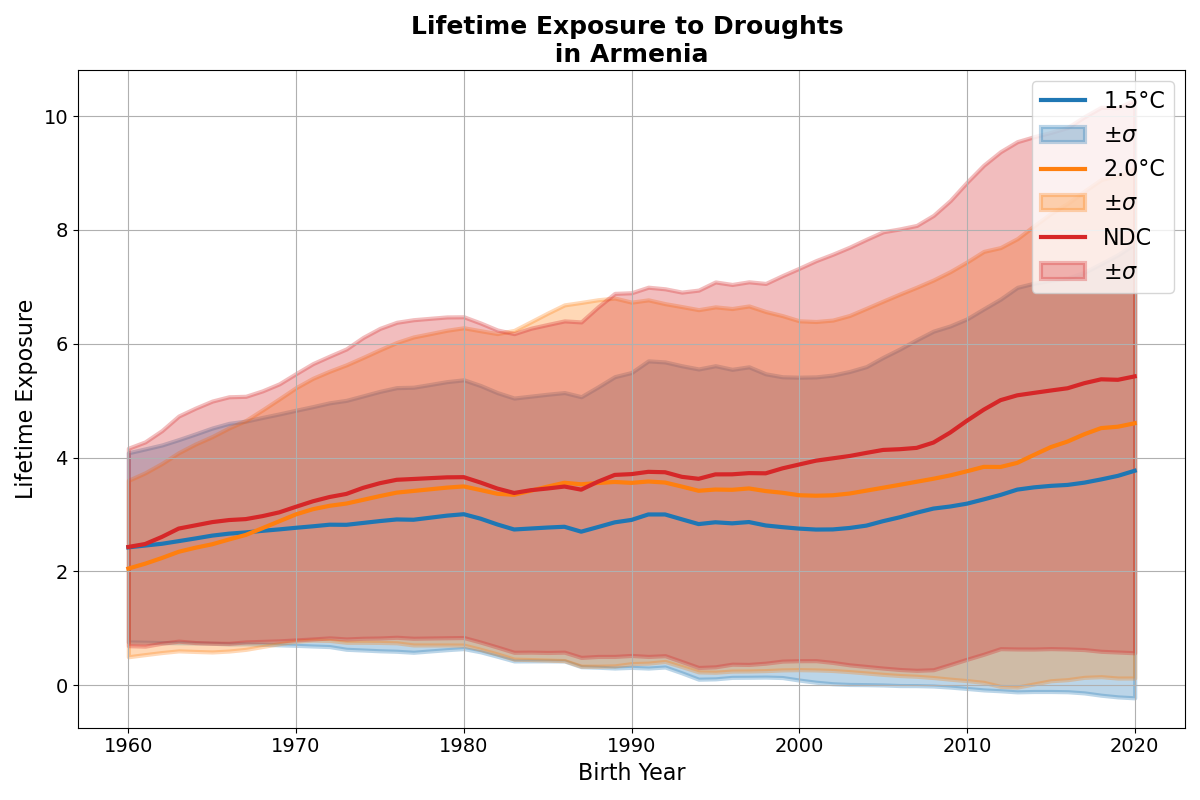 Lifetime Exposure to Droughts
in Armenia
Lifetime Exposure
10
8
6
4
2
0
1960 1970 1980 1990 2000 2010 2020
Birth Year
1.5°C
±σ
2.0°C
±σ
NDC
±σ